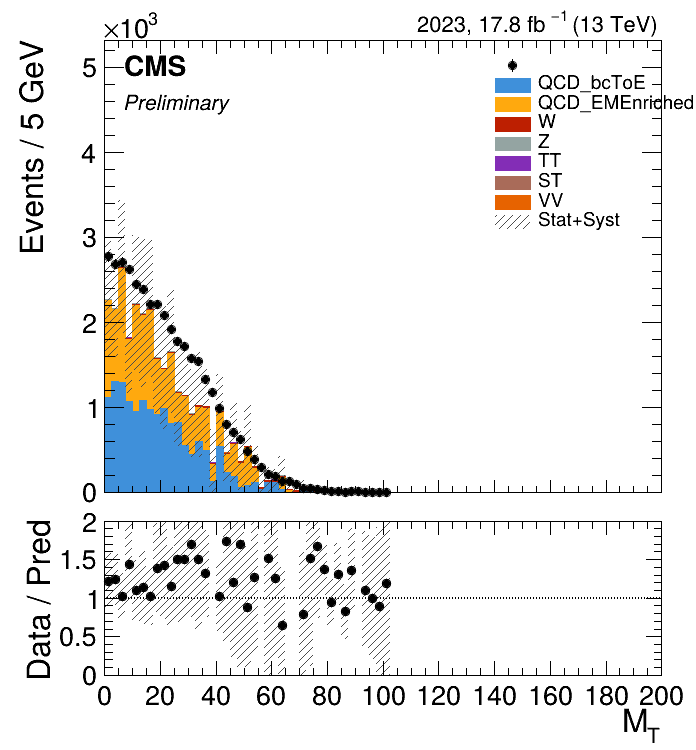 ×10³
2023, 17.8 fb⁻¹ (13 TeV)
Events / 5 GeV
5
4
3
2
1
0
CMS
Preliminary
QCD_bcToE
QCD_EMEnriched
W
Z
TT
ST
VV
Stat+Syst
Data / Pred
2
1.5
1
0.5
0
0 20 40 60 80 100 120 140 160 180 200
M_T